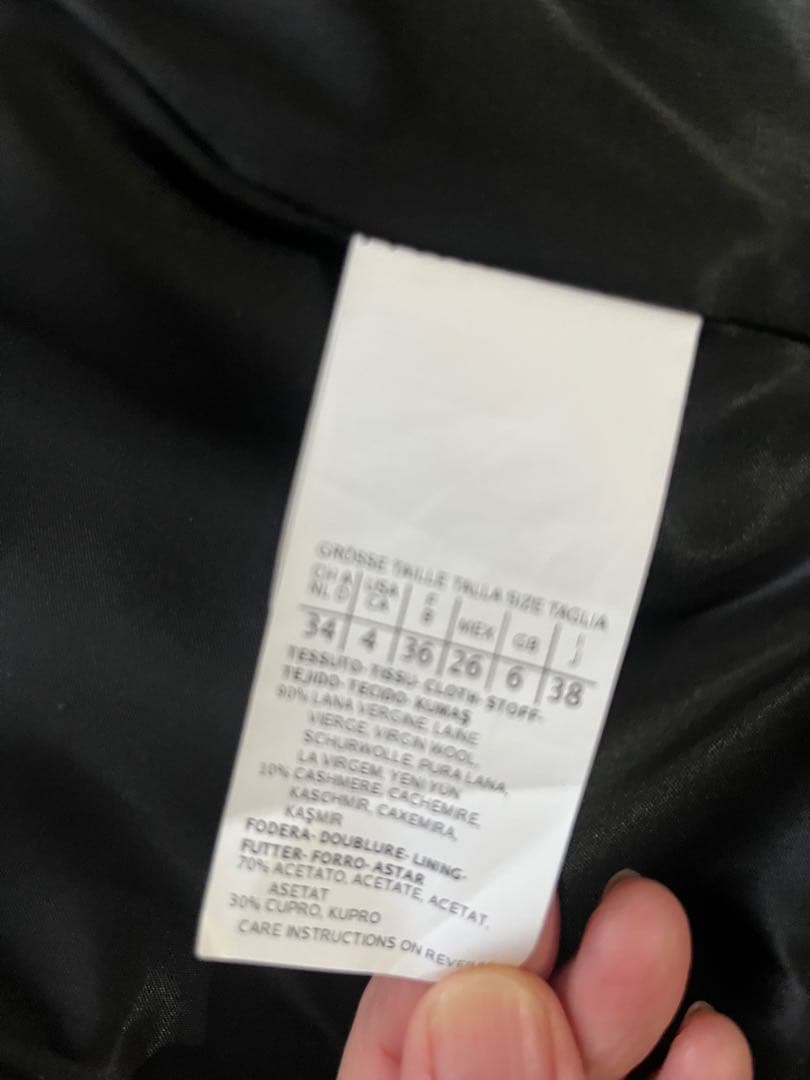 GRÖSSE TAILLE TALLA SIZE TAGLIA
CH A USA F MEX GB I
NL D CA B J
34 4 36 26 6 38
TESSUTO- TISSU- CLOTH- STOFF-
TEJIDO- TECIDO- KUMAŞ
90% LANA VERGINE, LAINE
VIERGE, VIRGIN WOOL,
SCHURWOLLE, PURA LANA,
LA VIRGEM, YENI YÜN
10% CASHMERE, CACHEMIRE,
KASCHMIR, CAXEMIRA,
KAŞMIR
FODERA- DOUBLURE- LINING-
FUTTER- FORRO- ASTAR
70% ACETATO, ACETATE, ACETAT,
ASETAT
30% CUPRO, KUPRO
CARE INSTRUCTIONS ON